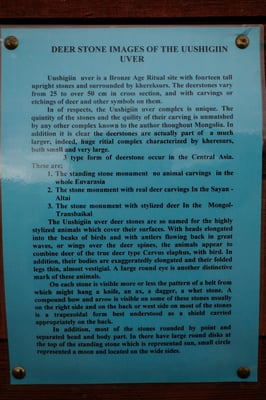 DEER STONE IMAGES OF THE UUSHIGIIN
UVER
Uushigiin uver is a Bronze Age Ritual site with fourteen tall
upright stones and surrounded by khereksurs. The deerstones vary
from 25 to over 50 cm in cross section, and with carvings or
etchings of deer and other symbols on them.
In of respects, the Uushigiin uver complex is unique. The
quintity of the stones and the quility of their carving is unmatched
by any other complex known to the author thoughout Mongolia. In
addition it is clear the deerstones are actually part of a much
larger, indeed, huge ritial complex characterized by kheresurs,
both small and very large.
3 type form of deerstone occur in the Central Asia.
These are:
1. The standing stone monument no animal carvings in the
whole Euvarasia
2. The stone monument with real deer carvings In the Sayan -
Altai
3. The stone monument with stylized deer In the Mongol-
Transbaikal
The Uushigiin uver deer stones are so named for the highly
stylized animals which cover their surfaces. With heads elongated
into the beaks of birds and with antlers flowing back in great
waves, or wings over the deer spines, the animals appear to
combine deer of the true deer type Cervus elaphus, with bird. In
addition, their bodies are exaggerately elongated and their folded
legs thin, almost vestigial. A large round eye is another distinctive
mark of these animals.
On each stone is visible more or less the pattern of a belt from
which might hang a knife, an ax, a dagger, a whet stone. A
compound bow and arrow is visible on some of these stones usually
on the right side and on the back or west side on most of the stones
is a trapezoidal form best understood as a shield carried
appropriately on the back.
In addition, most of the stones rounded by point and
separated head and body part. In there have large round disks at
the top of the standing stone which is represented sun, small circle
represented a moon and located on the wide sides.